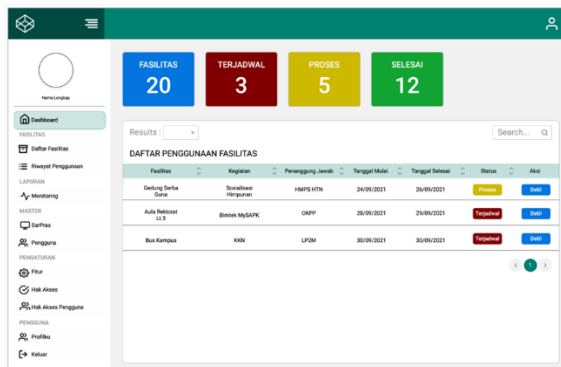 FASILITAS
20
TERJADWAL
3
PROSES
5
SELESAI
12
Nama Lengkap
Dashboard
FASILITAS
Daftar Fasilitas
Riwayat Penggunaan
LAPORAN
Monitoring
MASTER
SarPras
Pengguna
PENGATURAN
Fitur
Hak Akses
Hak Akses Pengguna
PENGGUNA
Profilku
Keluar
Results :
Search...
DAFTAR PENGGUNAAN FASILITAS
Fasilitas Kegiatan Penanggung Jawab Tanggal Mulai Tanggal Selesai Status Aksi
Gedung Serba Guna Sosialisasi Himpunan HMPS HTN 24/09/2021 26/09/2021 Proses Detil
Aula Rektorat Lt.3 Bimtek MySAPK OKPP 28/09/2021 29/09/2021 Terjadwal Detil
Bus Kampus KKN LP2M 30/09/2021 30/09/2021 Terjadwal Detil
1